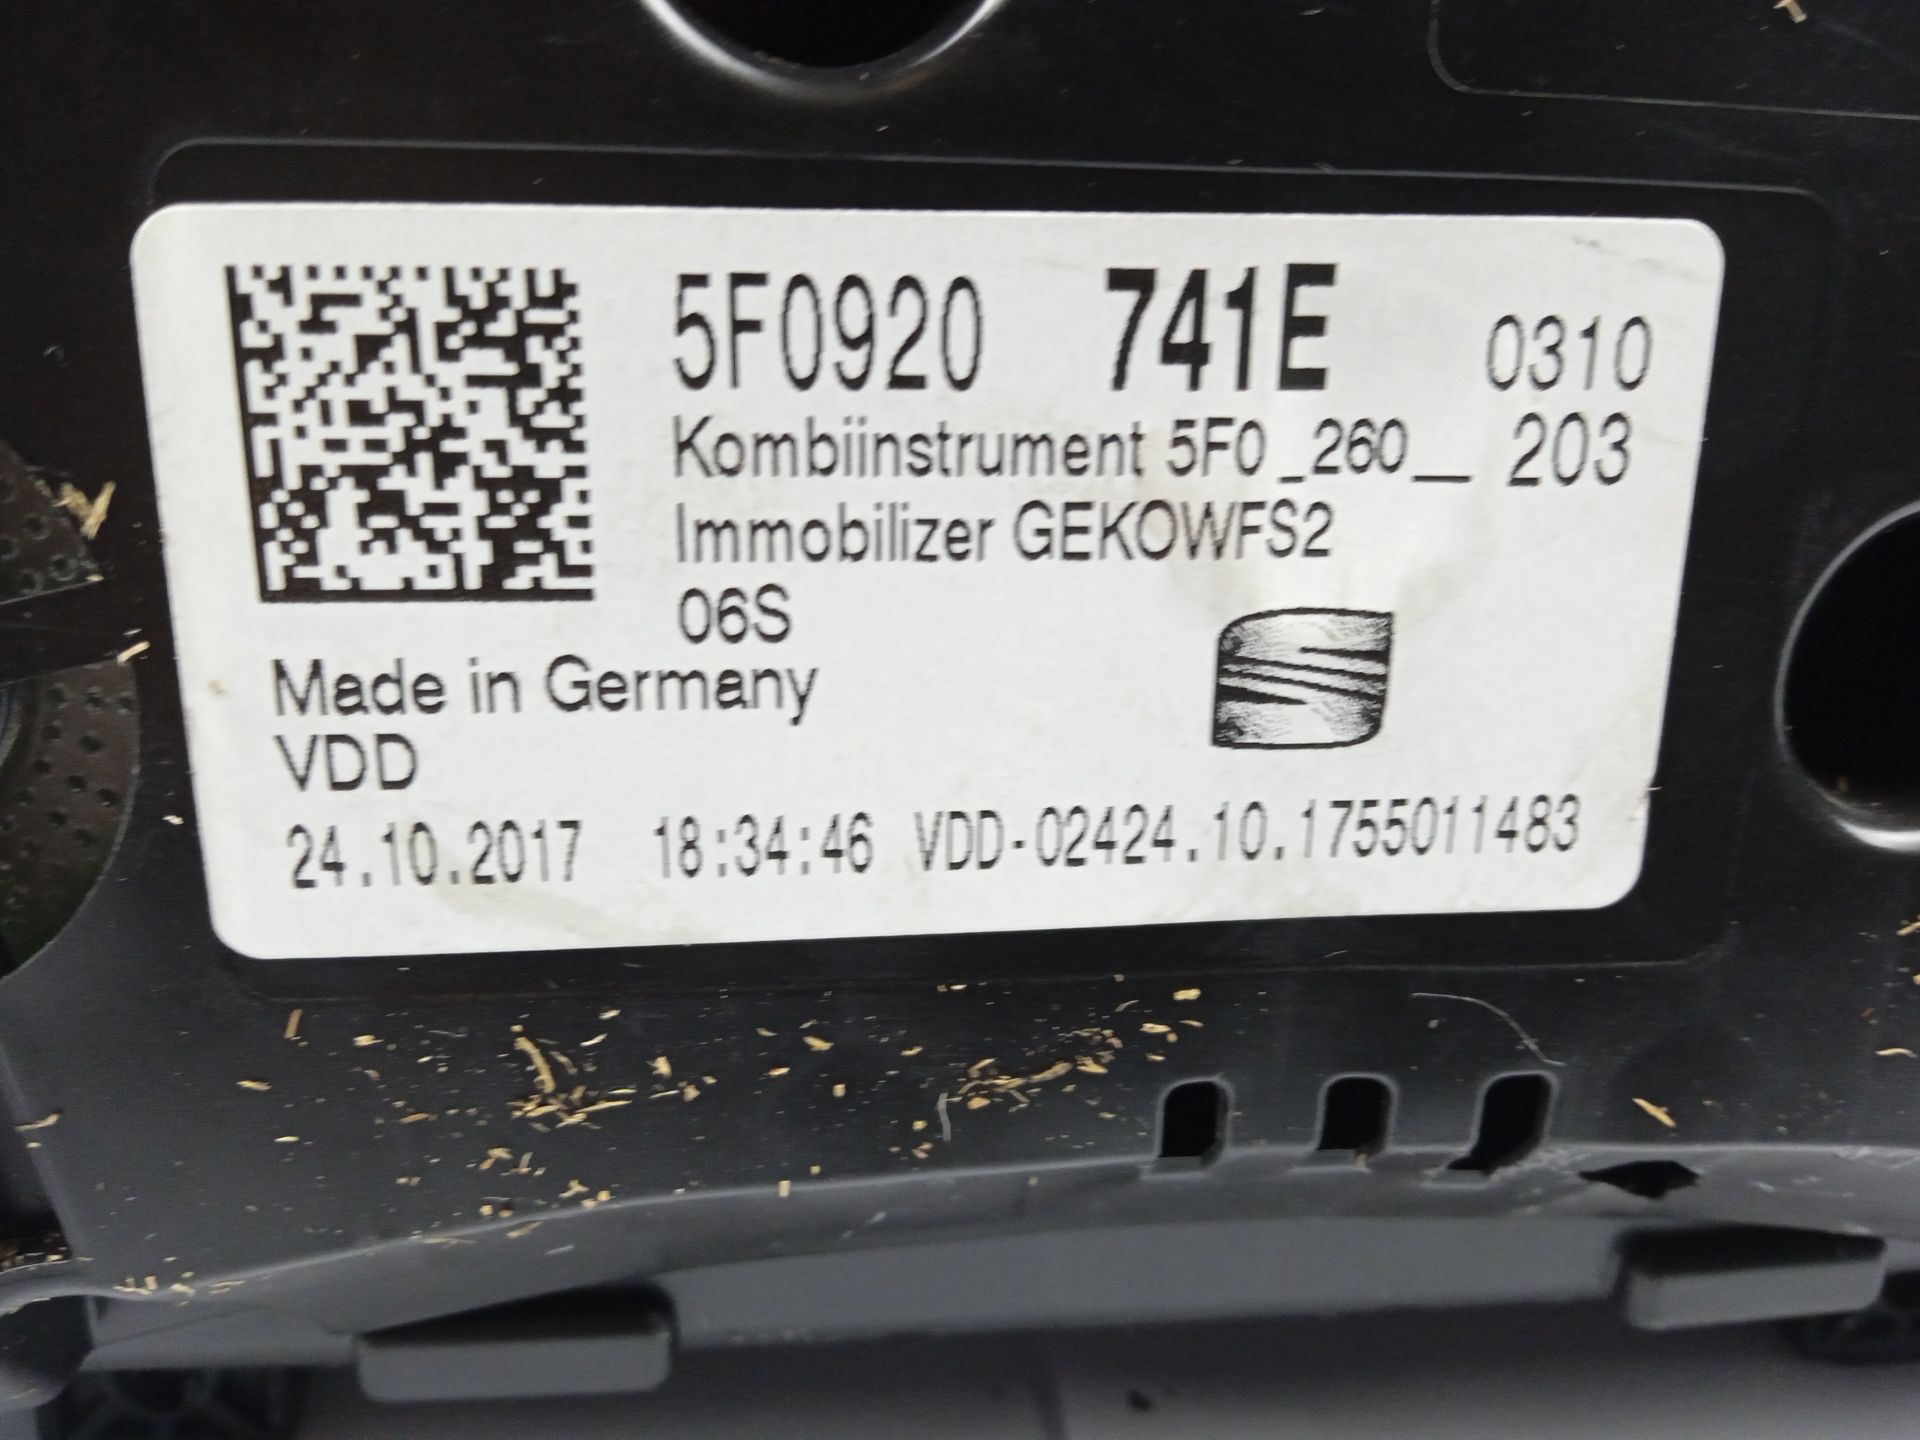 5F0920 741E 0310
Kombiinstrument 5F0_260__ 203
Immobilizer GEKOWFS2
06S
Made in Germany
VDD
24.10.2017 18:34:46 VDD-02424.10.1755011483